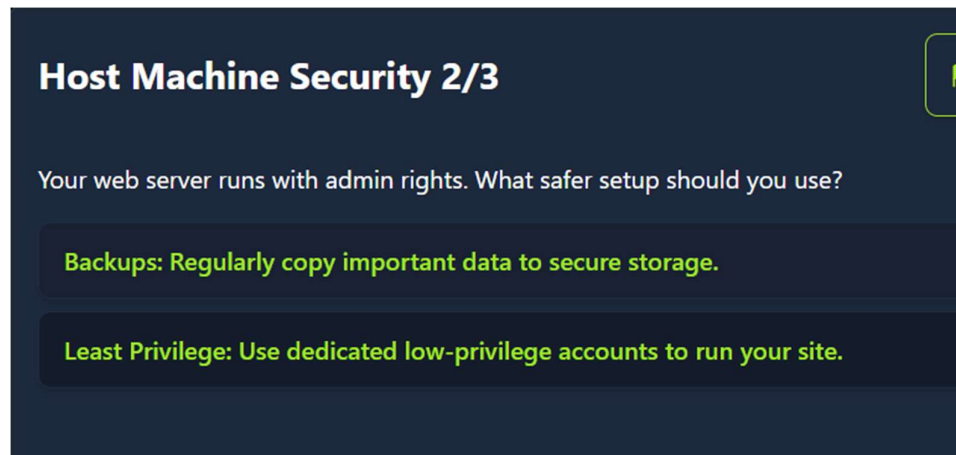 Host Machine Security 2/3
Your web server runs with admin rights. What safer setup should you use?
Backups: Regularly copy important data to secure storage.
Least Privilege: Use dedicated low-privilege accounts to run your site.